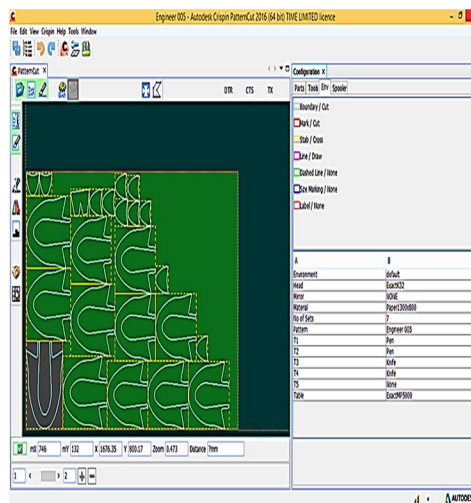 Engineer 005 - Autodesk Crispin PatternCut 2016 (64 bit) TIME LIMITED licence
File Edit View Crispin Help Tools Window
PatternCut X
Configuration X
DTR CTS TX
Parts Tools Env Spooler
Boundary / Cut
Mark / Cut
Stab / Cross
Line / Draw
Dashed Line / None
Size Marking / None
Label / None
A B
Environment default
Head
Mirror NONE
Material Paper1300x800
No of Sets 7
Pattern Engineer 005
T1 Pen
T2 Pen
T3 Knife
T4 Knife
T5 None
Table ExactMP5000
mX 746 mY 132 X 1676.35 Y 600.17 Zoom 0.473 Distance ?mm
1 < > 2
AUTODES